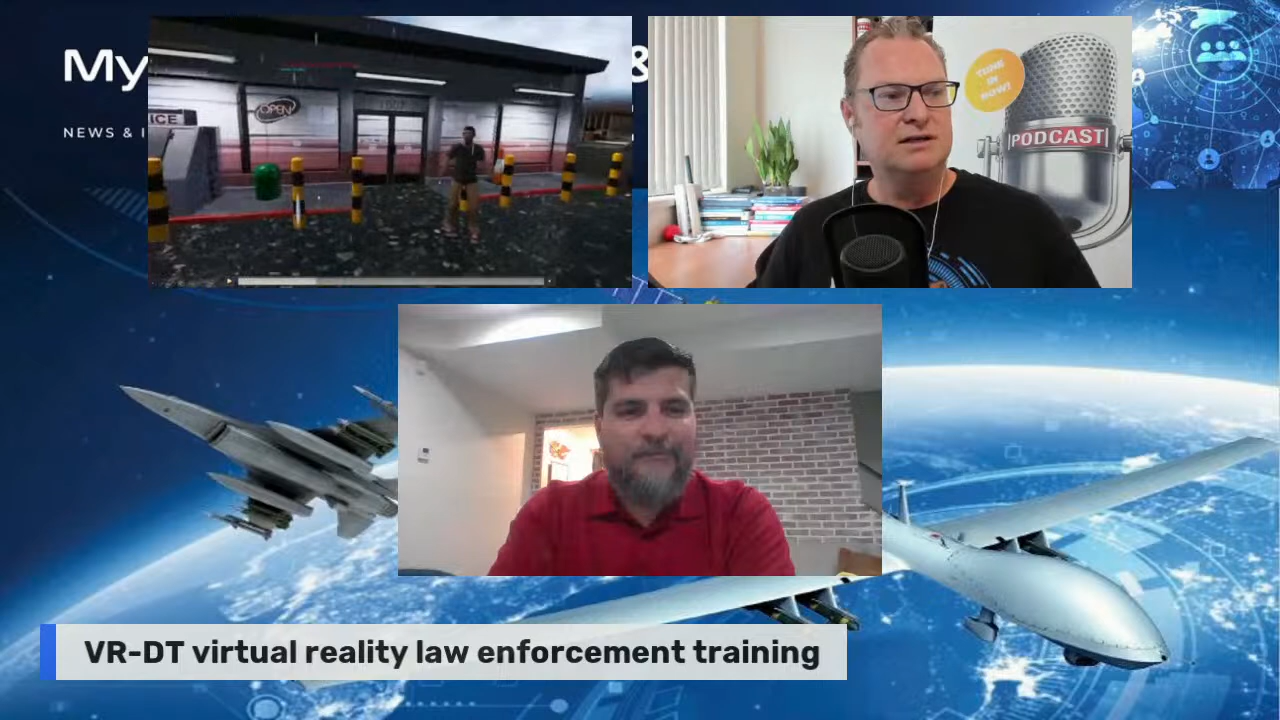 My
&
NEWS & I
ICE
OPEN
TUNE
IN
NOW!
PODCAST
VR-DT virtual reality law enforcement training